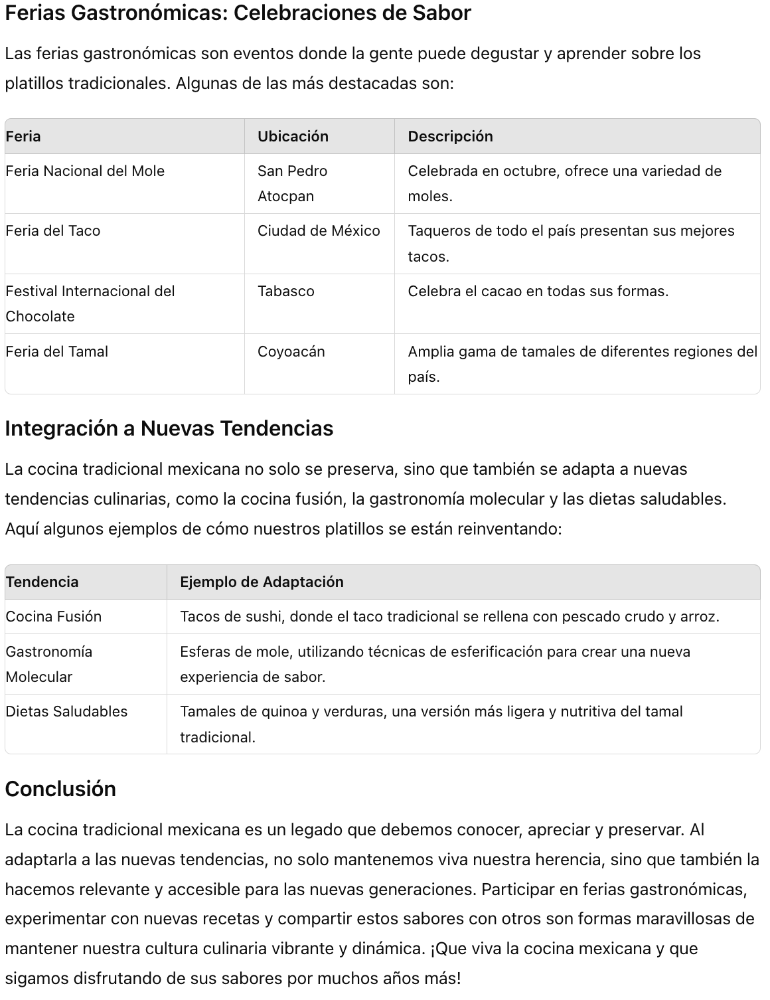 Ferias Gastronómicas: Celebraciones de Sabor
Las ferias gastronómicas son eventos donde la gente puede degustar y aprender sobre los
platillos tradicionales. Algunas de las más destacadas son:
Feria Ubicación Descripción
Feria Nacional del Mole San Pedro Celebrada en octubre, ofrece una variedad de
Atocpan moles.
Feria del Taco Ciudad de México Taqueros de todo el país presentan sus mejores
tacos.
Festival Internacional del Tabasco Celebra el cacao en todas sus formas.
Chocolate
Feria del Tamal Coyoacán Amplia gama de tamales de diferentes regiones del
país.
Integración a Nuevas Tendencias
La cocina tradicional mexicana no solo se preserva, sino que también se adapta a nuevas
tendencias culinarias, como la cocina fusión, la gastronomía molecular y las dietas saludables.
Aquí algunos ejemplos de cómo nuestros platillos se están reinventando:
Tendencia Ejemplo de Adaptación
Cocina Fusión Tacos de sushi, donde el taco tradicional se rellena con pescado crudo y arroz.
Gastronomía Esferas de mole, utilizando técnicas de esferificación para crear una nueva
Molecular experiencia de sabor.
Dietas Saludables Tamales de quinoa y verduras, una versión más ligera y nutritiva del tamal
tradicional.
Conclusión
La cocina tradicional mexicana es un legado que debemos conocer, apreciar y preservar. Al
adaptarla a las nuevas tendencias, no solo mantenemos viva nuestra herencia, sino que también la
hacemos relevante y accesible para las nuevas generaciones. Participar en ferias gastronómicas,
experimentar con nuevas recetas y compartir estos sabores con otros son formas maravillosas de
mantener nuestra cultura culinaria vibrante y dinámica. ¡Que viva la cocina mexicana y que
sigamos disfrutando de sus sabores por muchos años más!